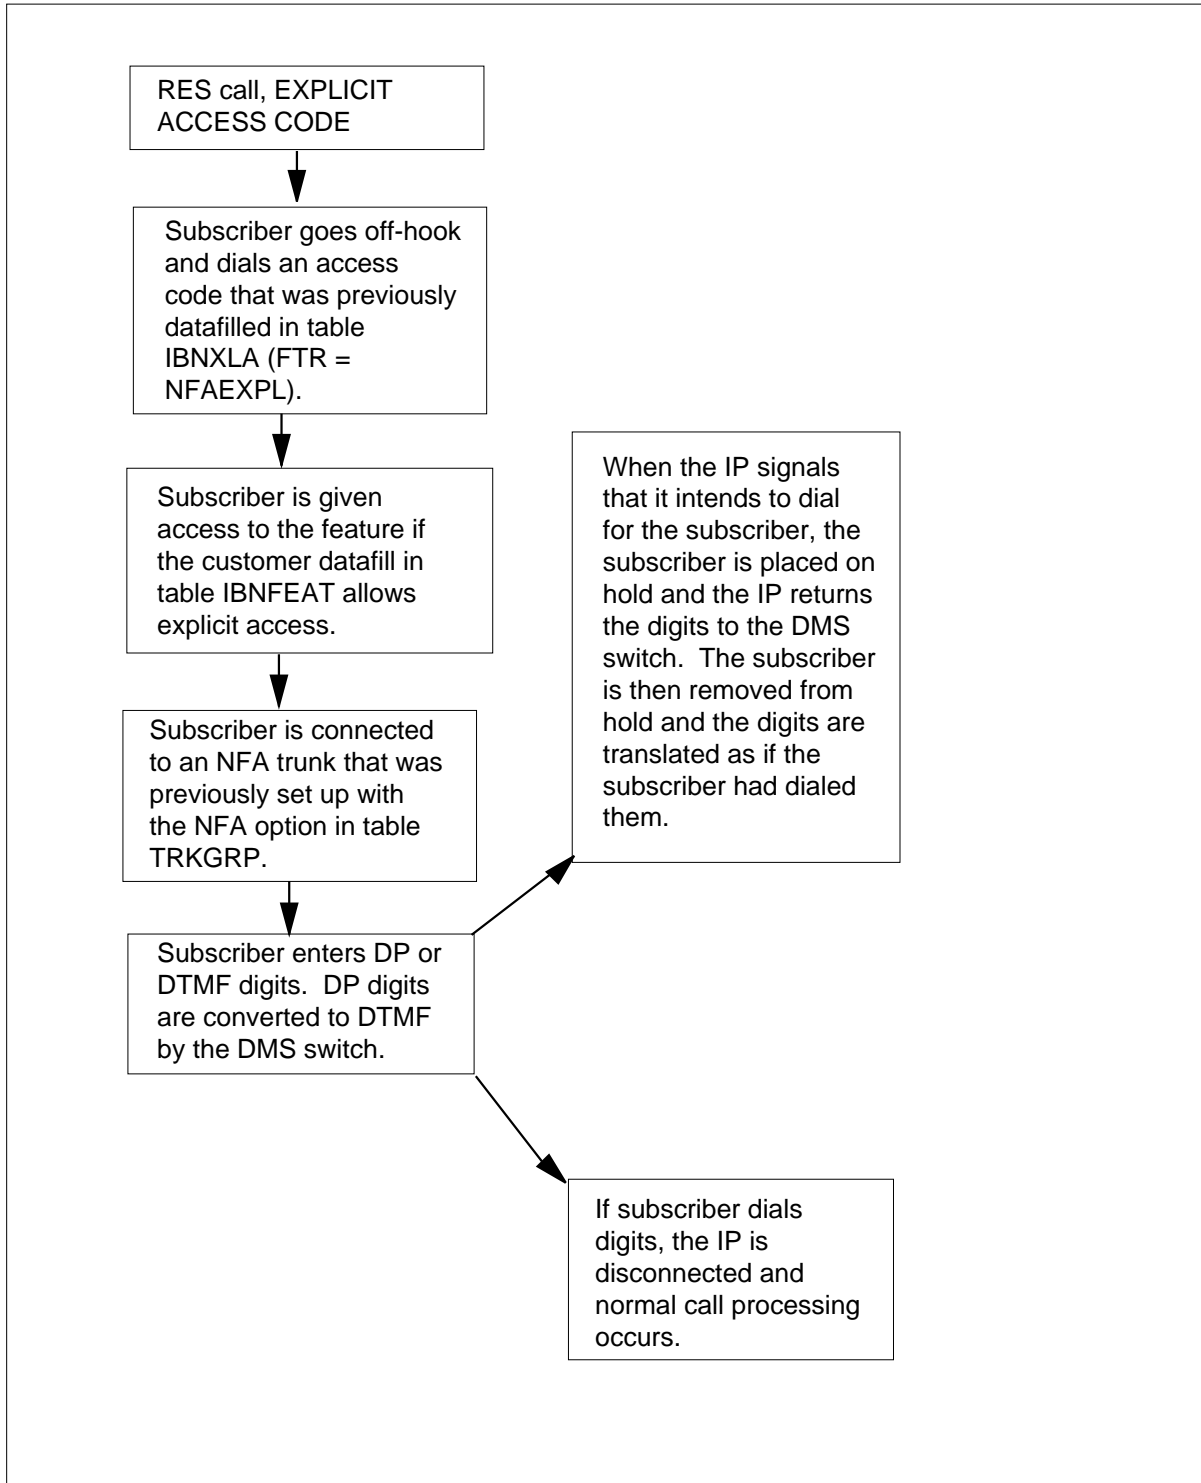 RES call, EXPLICIT
ACCESS CODE
Subscriber goes off-hook
and dials an access
code that was previously
datafilled in table
IBNXLA (FTR =
NFAEXPL).
Subscriber is given
access to the feature if
the customer datafill in
table IBNFEAT allows
explicit access.
Subscriber is connected
to an NFA trunk that was
previously set up with
the NFA option in table
TRKGRP.
Subscriber enters DP or
DTMF digits.  DP digits
are converted to DTMF
by the DMS switch.
When the IP signals
that it intends to dial
for the subscriber, the
subscriber is placed on
hold and the IP returns
the digits to the DMS
switch.  The subscriber
is then removed from
hold and the digits are
translated as if the
subscriber had dialed
them.
If subscriber dials
digits, the IP is
disconnected and
normal call processing
occurs.